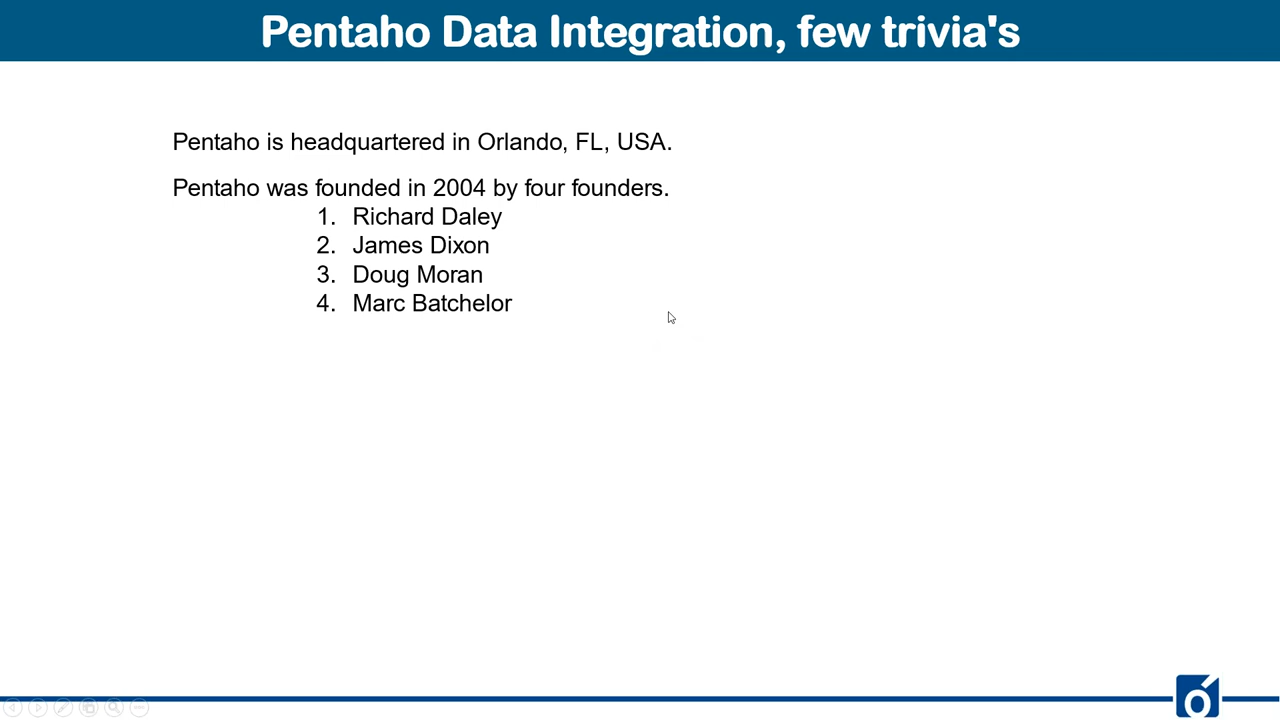 Pentaho Data Integration, few trivia's
Pentaho is headquartered in Orlando, FL, USA.
Pentaho was founded in 2004 by four founders.
1. Richard Daley
2. James Dixon
3. Doug Moran
4. Marc Batchelor